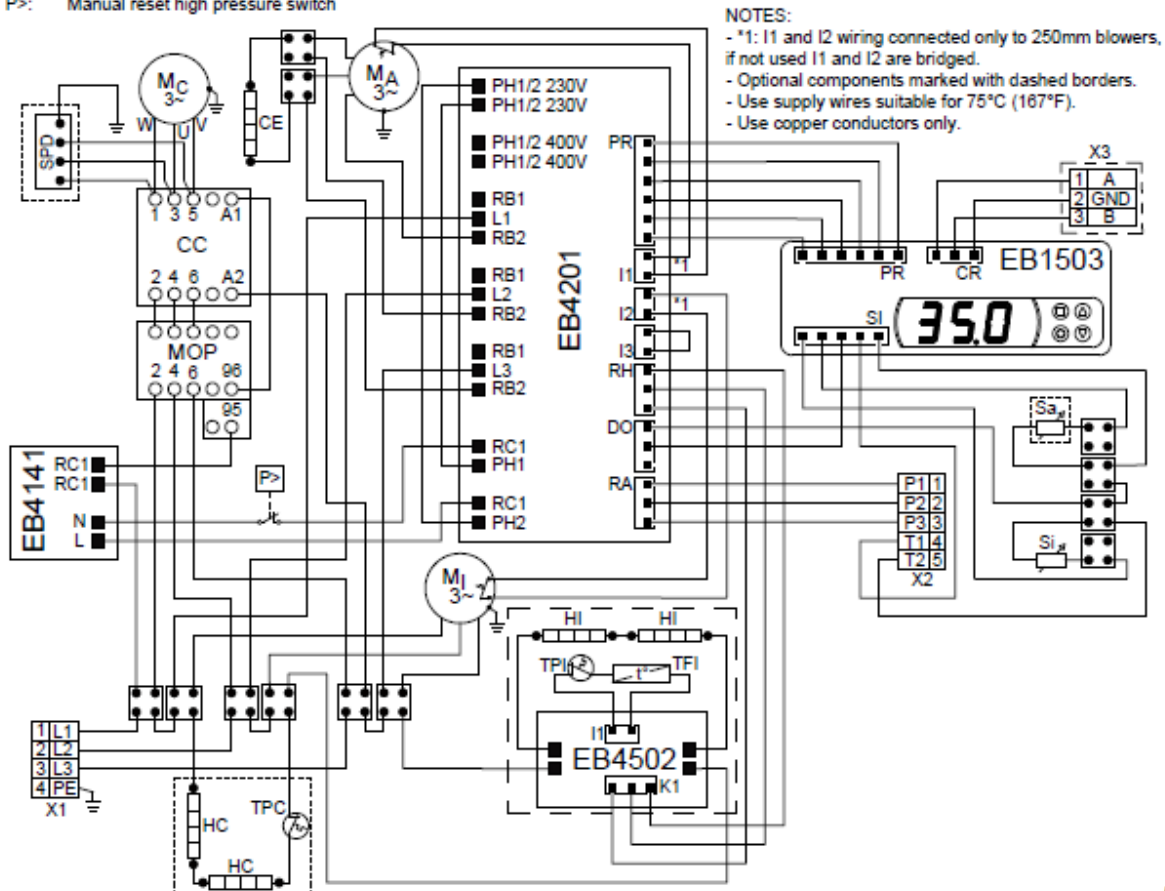 P>: Manual reset high pressure switch
NOTES:
- *1: I1 and I2 wiring connected only to 250mm blowers,
if not used I1 and I2 are bridged.
- Optional components marked with dashed borders.
- Use supply wires suitable for 75°C (167°F).
- Use copper conductors only.
MC
3~
W U V
SPD
CE
MA
3~
1 3 5 A1
CC
2 4 6 A2
MOP
2 4 6 96
95
EB4141
RC1
RC1
N
L
P>
EB4201
PH1/2 230V
PH1/2 230V
PH1/2 400V
PH1/2 400V
RB1
L1
RB2
RB1
L2
RB2
RB1
L3
RB2
RC1
PH1
RC1
PH2
PR
I1 *1
I2 *1
I3
RH
DO
RA
X3
1 A
2 GND
3 B
EB1503
PR CR
SI
35.0
Sa
Si
P1 1
P2 2
P3 3
T1 4
T2 5
X2
MI
3~
HI HI
TPI t° TFI
I1
EB4502
K1
1 L1
2 L2
3 L3
4 PE
X1
HC
TPC
HC